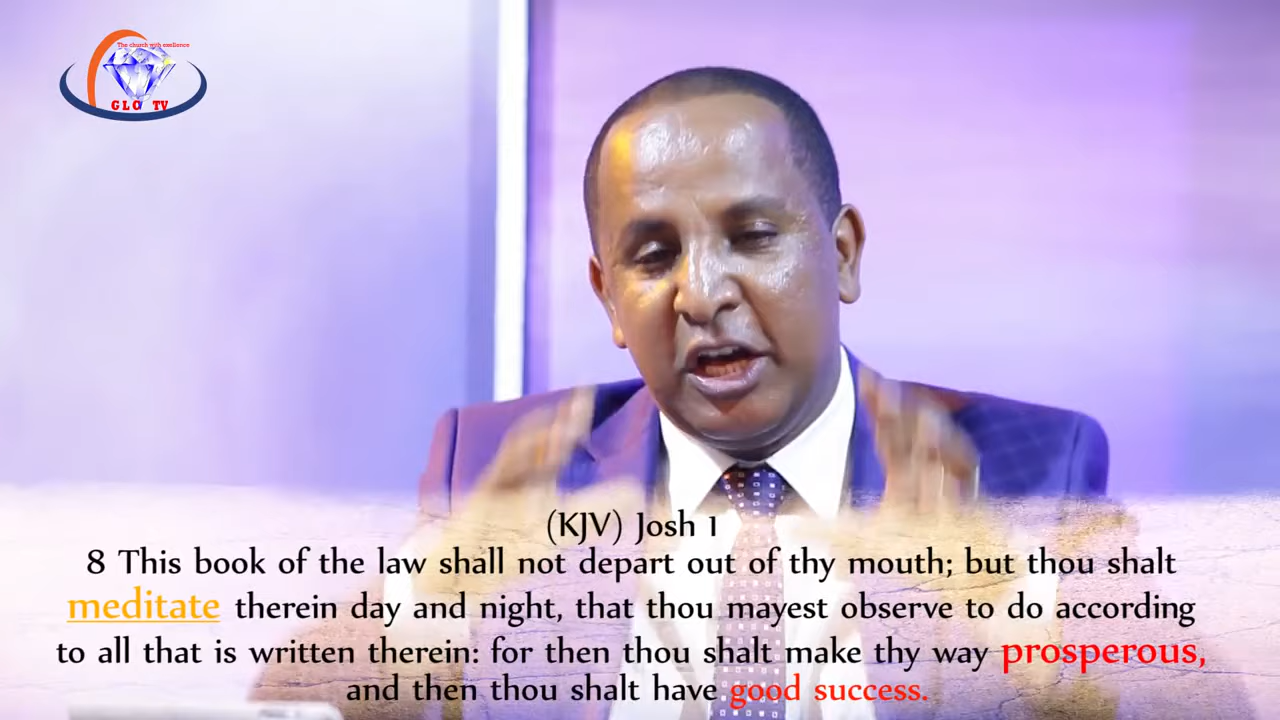 The church with exellence
GLC TV
(KJV) Josh 1
8 This book of the law shall not depart out of thy mouth; but thou shalt
meditate therein day and night, that thou mayest observe to do according
to all that is written therein: for then thou shalt make thy way prosperous,
and then thou shalt have good success.